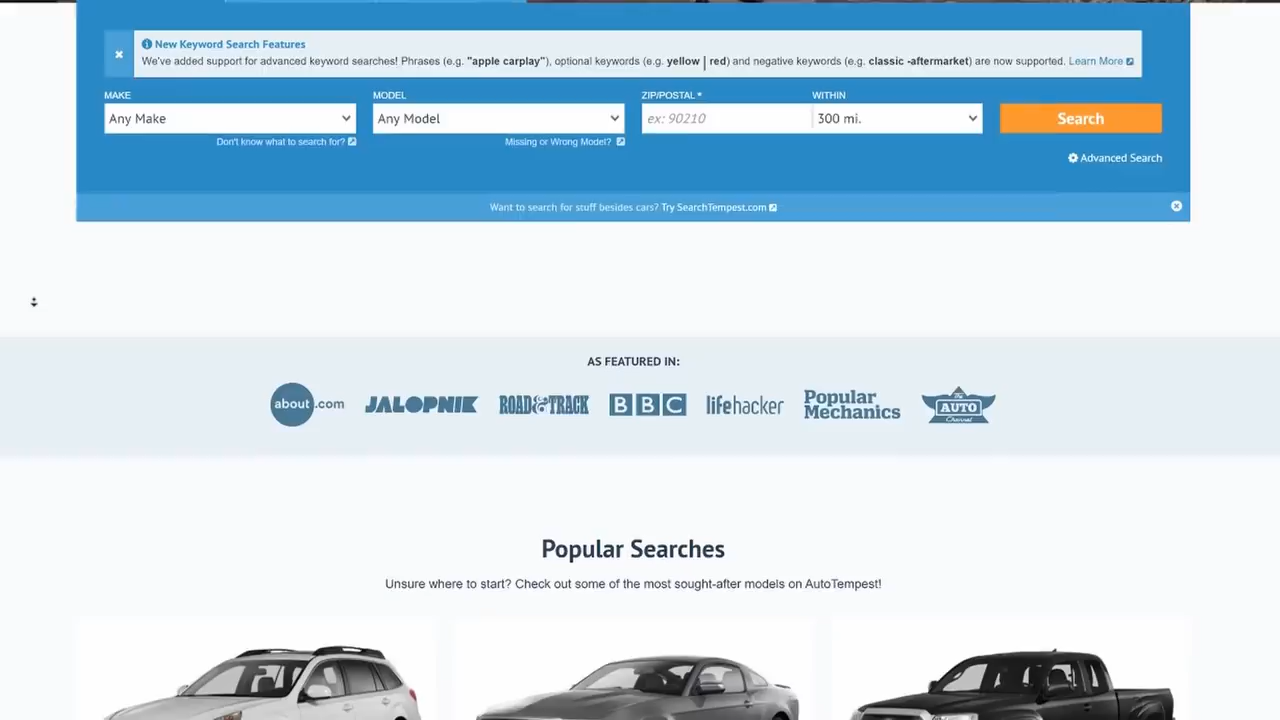 New Keyword Search Features
We've added support for advanced keyword searches! Phrases (e.g. "apple carplay"), optional keywords (e.g. yellow | red) and negative keywords (e.g. classic -aftermarket) are now supported. Learn More
MAKE MODEL ZIP/POSTAL * WITHIN
Any Make Any Model ex: 90210 300 mi. Search
Don't know what to search for? Missing or Wrong Model?
Advanced Search
Want to search for stuff besides cars? Try SearchTempest.com
AS FEATURED IN:
about.com JALOPNIK ROAD & TRACK BBC lifehacker Popular Mechanics The AUTO Channel
Popular Searches
Unsure where to start? Check out some of the most sought-after models on AutoTempest!